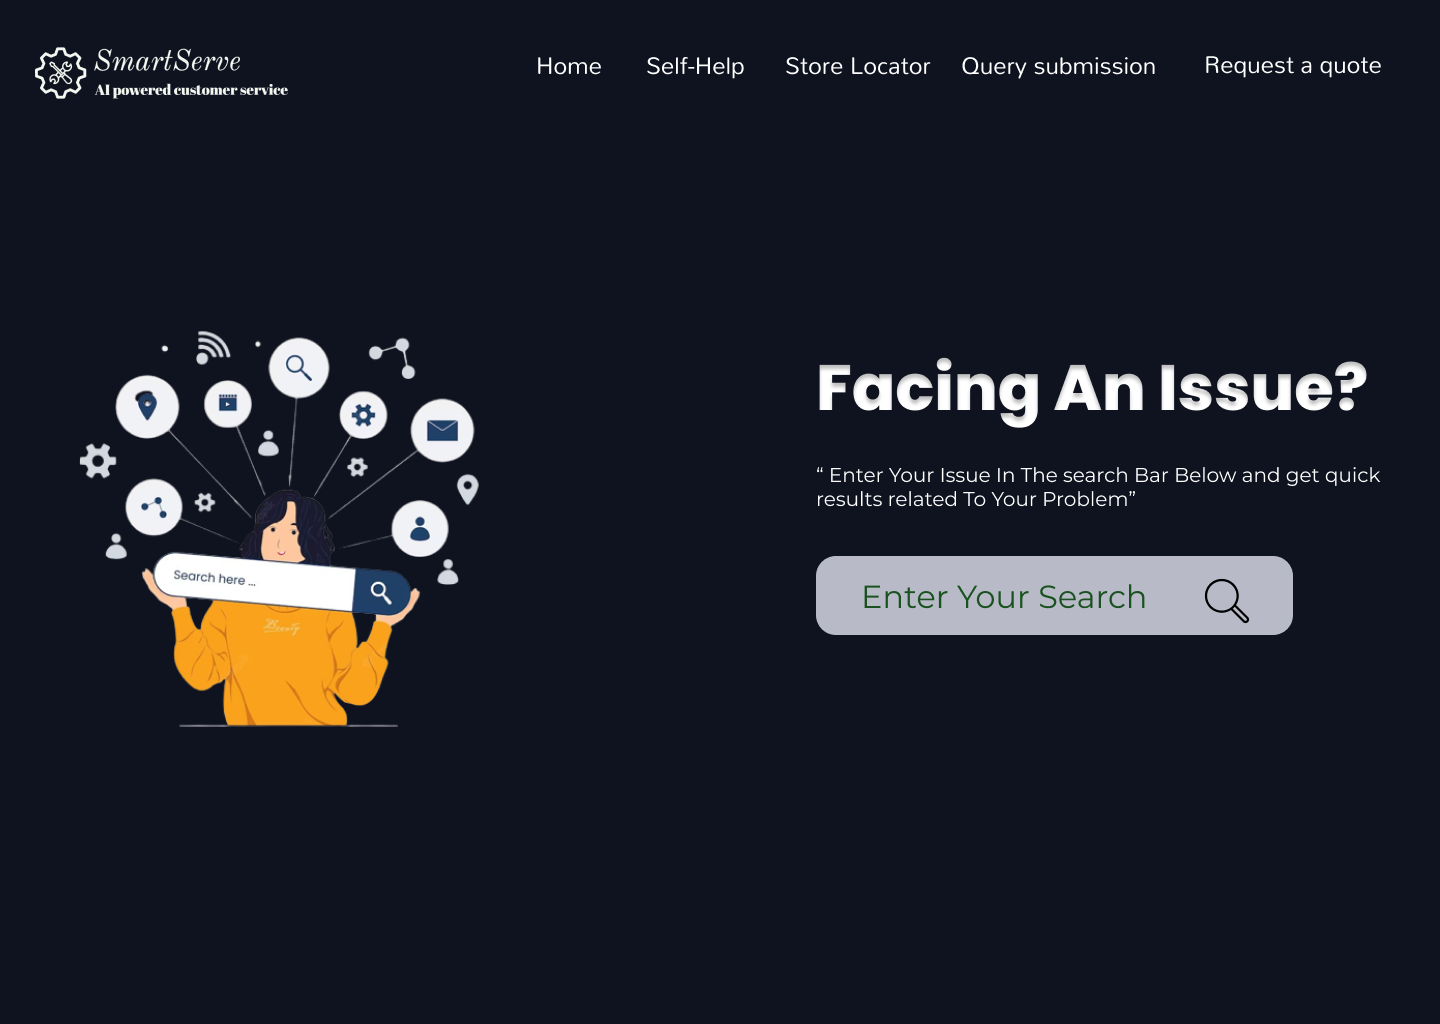 SmartServe
AI powered customer service
Home Self-Help Store Locator Query submission Request a quote
Facing An Issue?
“ Enter Your Issue In The search Bar Below and get quick
results related To Your Problem”
Enter Your Search
Search here ...
Beauty